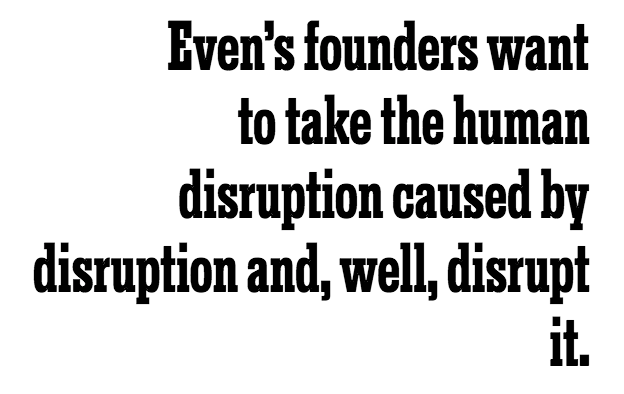 Even’s founders want
to take the human
disruption caused by
disruption and, well, disrupt
it.